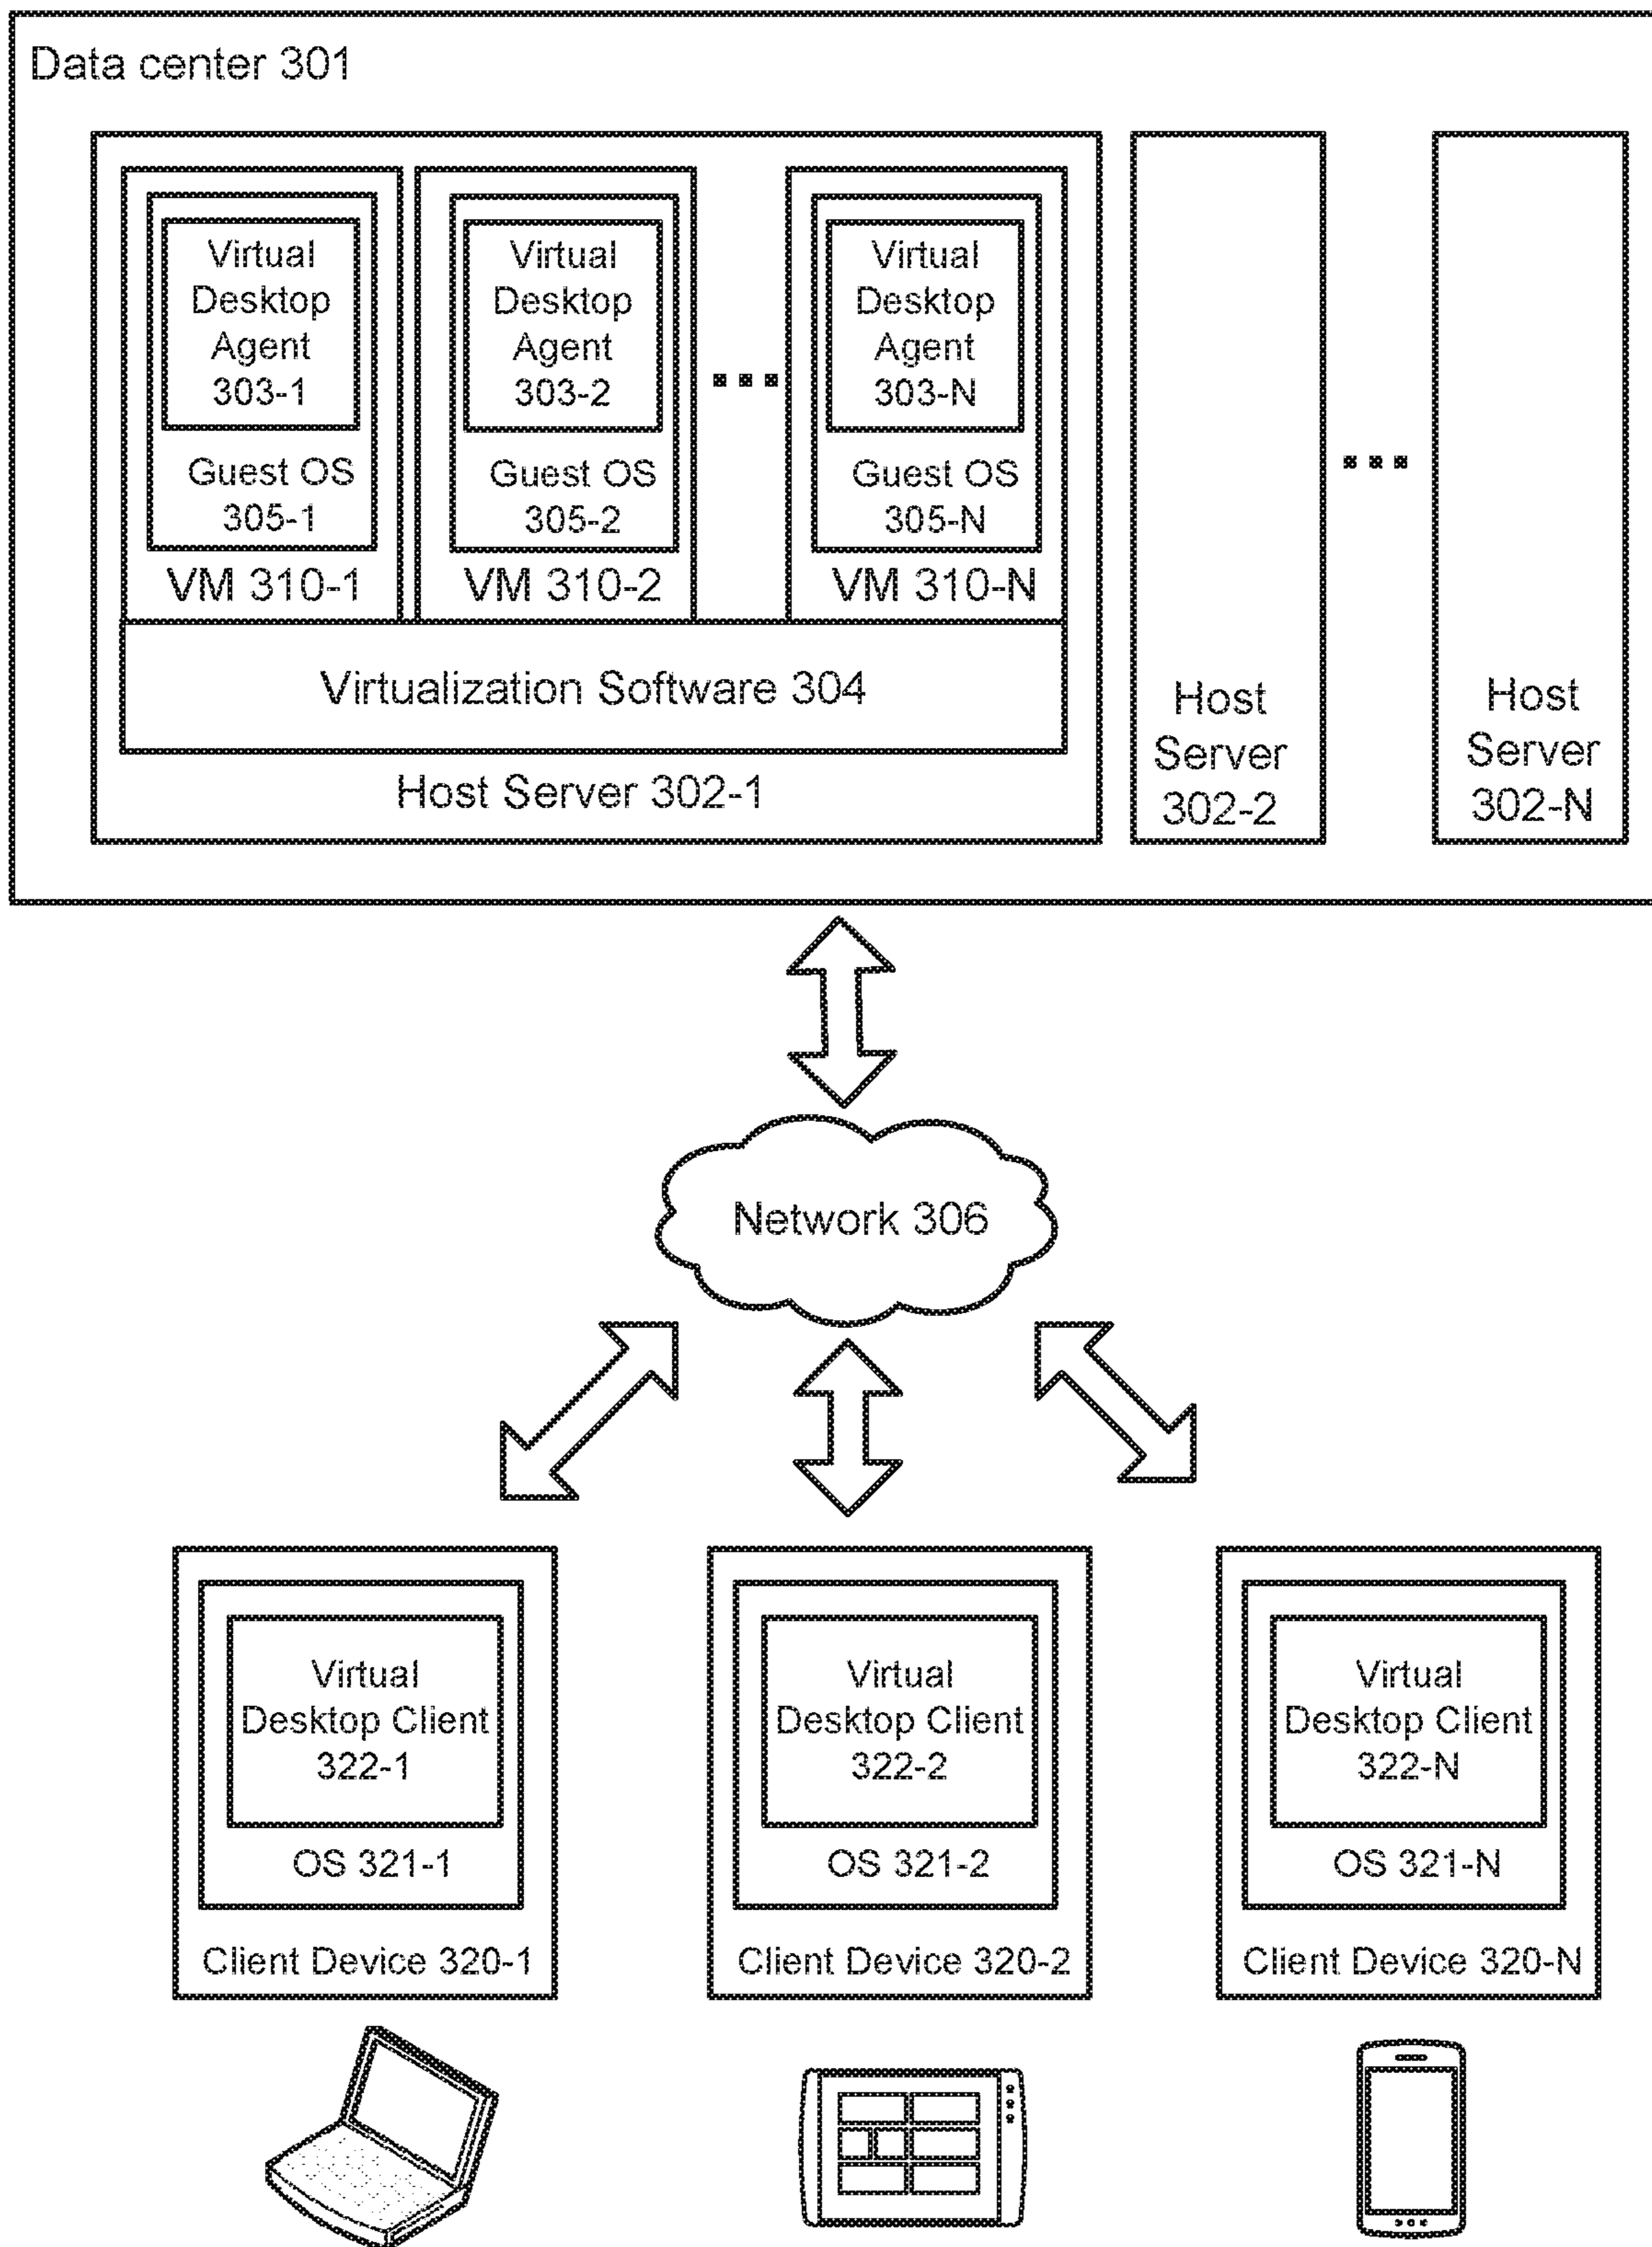 Data center 301
Virtual
Desktop
Agent
303-1
Guest OS
305-1
VM 310-1
Virtual
Desktop
Agent
303-2
Guest OS
305-2
VM 310-2
...
Virtual
Desktop
Agent
303-N
Guest OS
305-N
VM 310-N
Virtualization Software 304
Host Server 302-1
Host
Server
302-2
...
Host
Server
302-N
Network 306
Virtual
Desktop Client
322-1
OS 321-1
Client Device 320-1
Virtual
Desktop Client
322-2
OS 321-2
Client Device 320-2
Virtual
Desktop Client
322-N
OS 321-N
Client Device 320-N